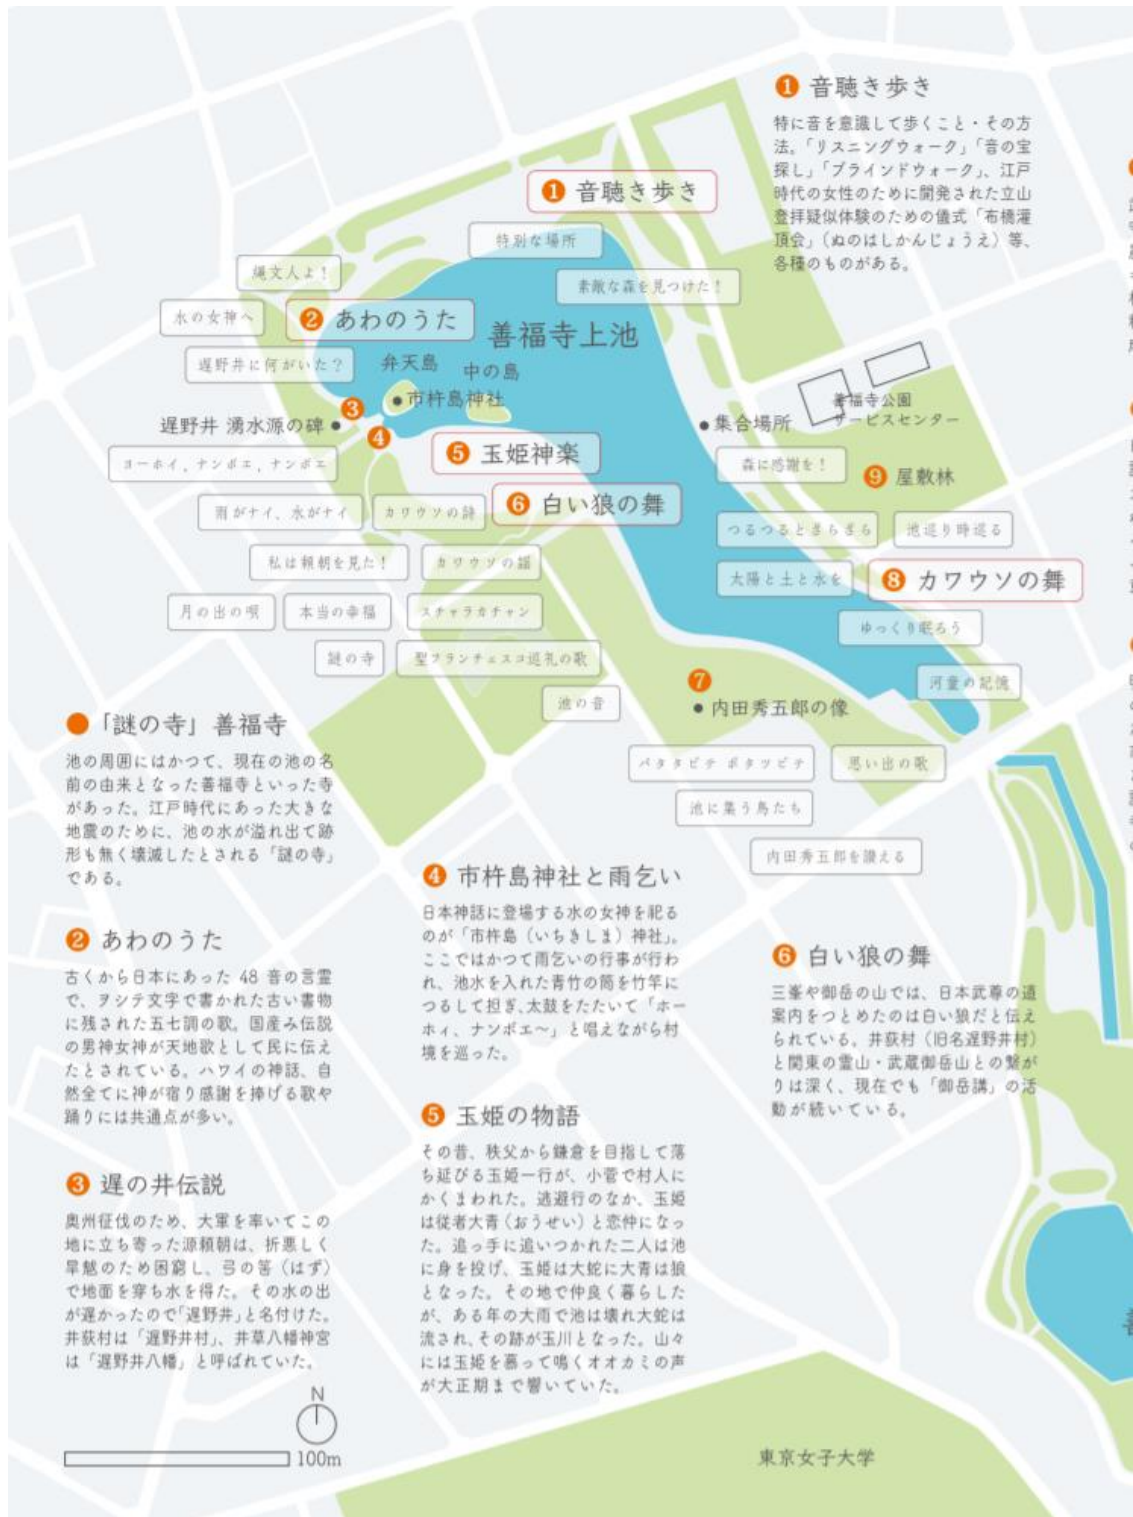 ❶ 音聴き歩き
特に音を意識して歩くこと・その方
法。「リスニングウォーク」「音の宝
探し」「ブラインドウォーク」、江戸
時代の女性のために開発された立山
登拝疑似体験のための儀式「布橋灌
頂会」（ぬのはしかんじょうえ）等、
各種のものがある。
❶ 音聴き歩き
特別な場所
縄文人よ！
素敵な森を見つけた！
水の女神へ
❷ あわのうた
善福寺上池
遅野井に何がいた？
弁天島
中の島
市杵島神社
善福寺公園
サービスセンター
❸
遅野井 湧水源の碑
❹
集合場所
ヨーホイ，ナンボエ，ナンボエ
❺ 玉姫神楽
森に感謝を！
❾ 屋敷林
雨がナイ、水がナイ
カワウソの詩
❻ 白い狼の舞
つるつるとざらざら
池巡り時巡る
私は頼朝を見た！
カワウソの謡
太陽と土と水を
❽ カワウソの舞
月の出の唄
本当の幸福
スチャラカチャン
ゆっくり眠ろう
謎の寺
聖フランチェスコ巡礼の歌
河童の記憶
池の音
❼
内田秀五郎の像
パタタピテ ポタツピテ
思い出の歌
池に集う鳥たち
内田秀五郎を讃える
「謎の寺」善福寺
池の周囲にはかつて、現在の池の名
前の由来となった善福寺といった寺
があった。江戸時代にあった大きな
地震のために、池の水が溢れ出て跡
形も無く壊滅したとされる「謎の寺」
である。
❷ あわのうた
古くから日本にあった 48 音の言霊
で、ヲシテ文字で書かれた古い書物
に残された五七調の歌。国産み伝説
の男神女神が天地歌として民に伝え
たとされている。ハワイの神話、自
然全てに神が宿り感謝を捧げる歌や
踊りには共通点が多い。
❸ 遅の井伝説
奥州征伐のため、大軍を率いてこの
地に立ち寄った源頼朝は、折悪しく
旱魃のため困窮し、弓の筈（はず）
で地面を穿ち水を得た。その水の出
が遅かったので「遅野井」と名付けた。
井荻村は「遅野井村」、井草八幡神宮
は「遅野井八幡」と呼ばれていた。
❹ 市杵島神社と雨乞い
日本神話に登場する水の女神を祀る
のが「市杵島（いちきしま）神社」。
ここではかつて雨乞いの行事が行わ
れ、池水を入れた青竹の筒を竹竿に
つるして担ぎ、太鼓をたたいて「ホー
ホィ、ナンボエ〜」と唱えながら村
境を巡った。
❺ 玉姫の物語
その昔、秩父から鎌倉を目指して落
ち延びる玉姫一行が、小菅で村人に
かくまわれた。逃避行のなか、玉姫
は従者大青（おうせい）と恋仲になっ
た。追っ手に追いつかれた二人は池
に身を投げ、玉姫は大蛇に大青は狼
となった。その地で仲良く暮らした
が、ある年の大雨で池は壊れ大蛇は
流され、その跡が玉川となった。山々
には玉姫を慕って鳴くオオカミの声
が大正期まで響いていた。
❻ 白い狼の舞
三峯や御岳の山では、日本武尊の道
案内をつとめたのは白い狼だと伝え
られている。井荻村（旧名遅野井村）
と関東の霊山・武蔵御岳山との繋が
りは深く、現在でも「御岳講」の活
動が続いている。
N
100m
東京女子大学